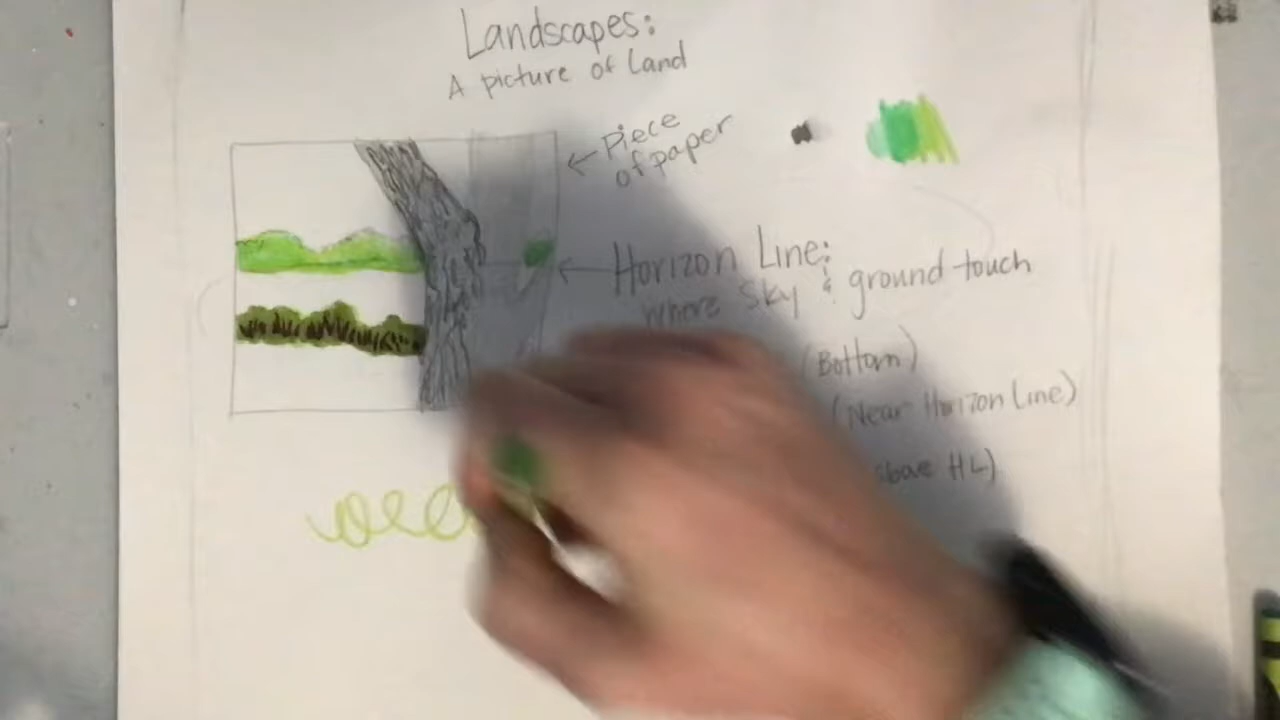 Landscapes:
A picture of Land
← Piece
of paper
← Horizon Line:
Where Sky & ground touch
(Bottom)
(Near Horizon Line)
above HL)